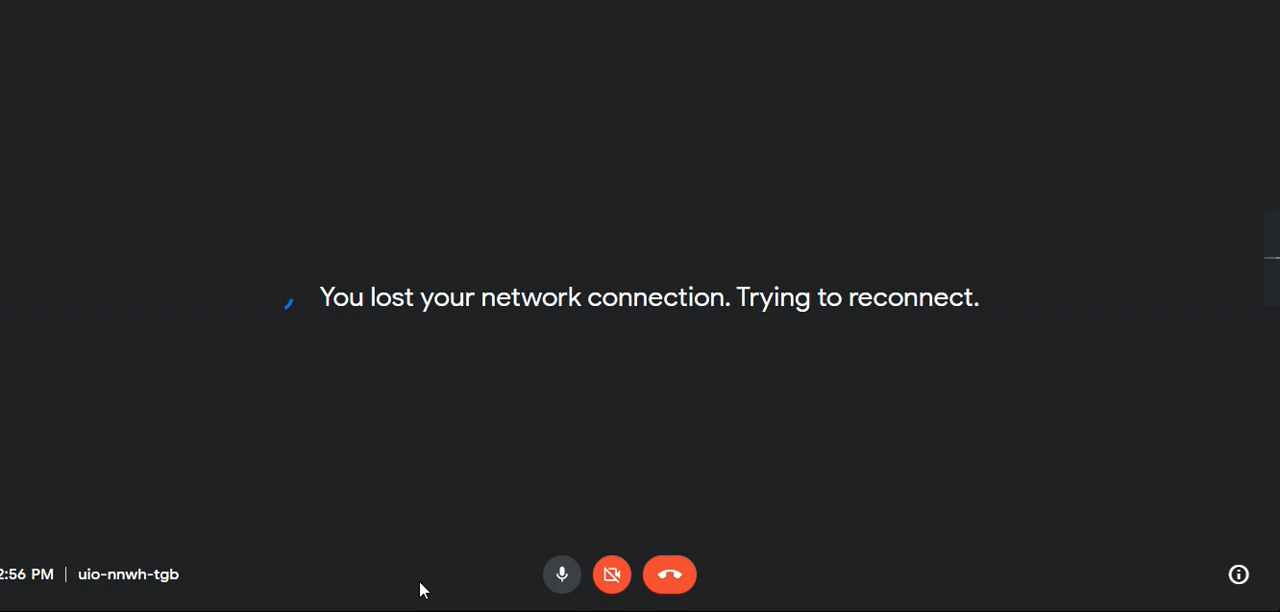 You lost your network connection. Trying to reconnect.
2:56 PM | uio-nnwh-tgb